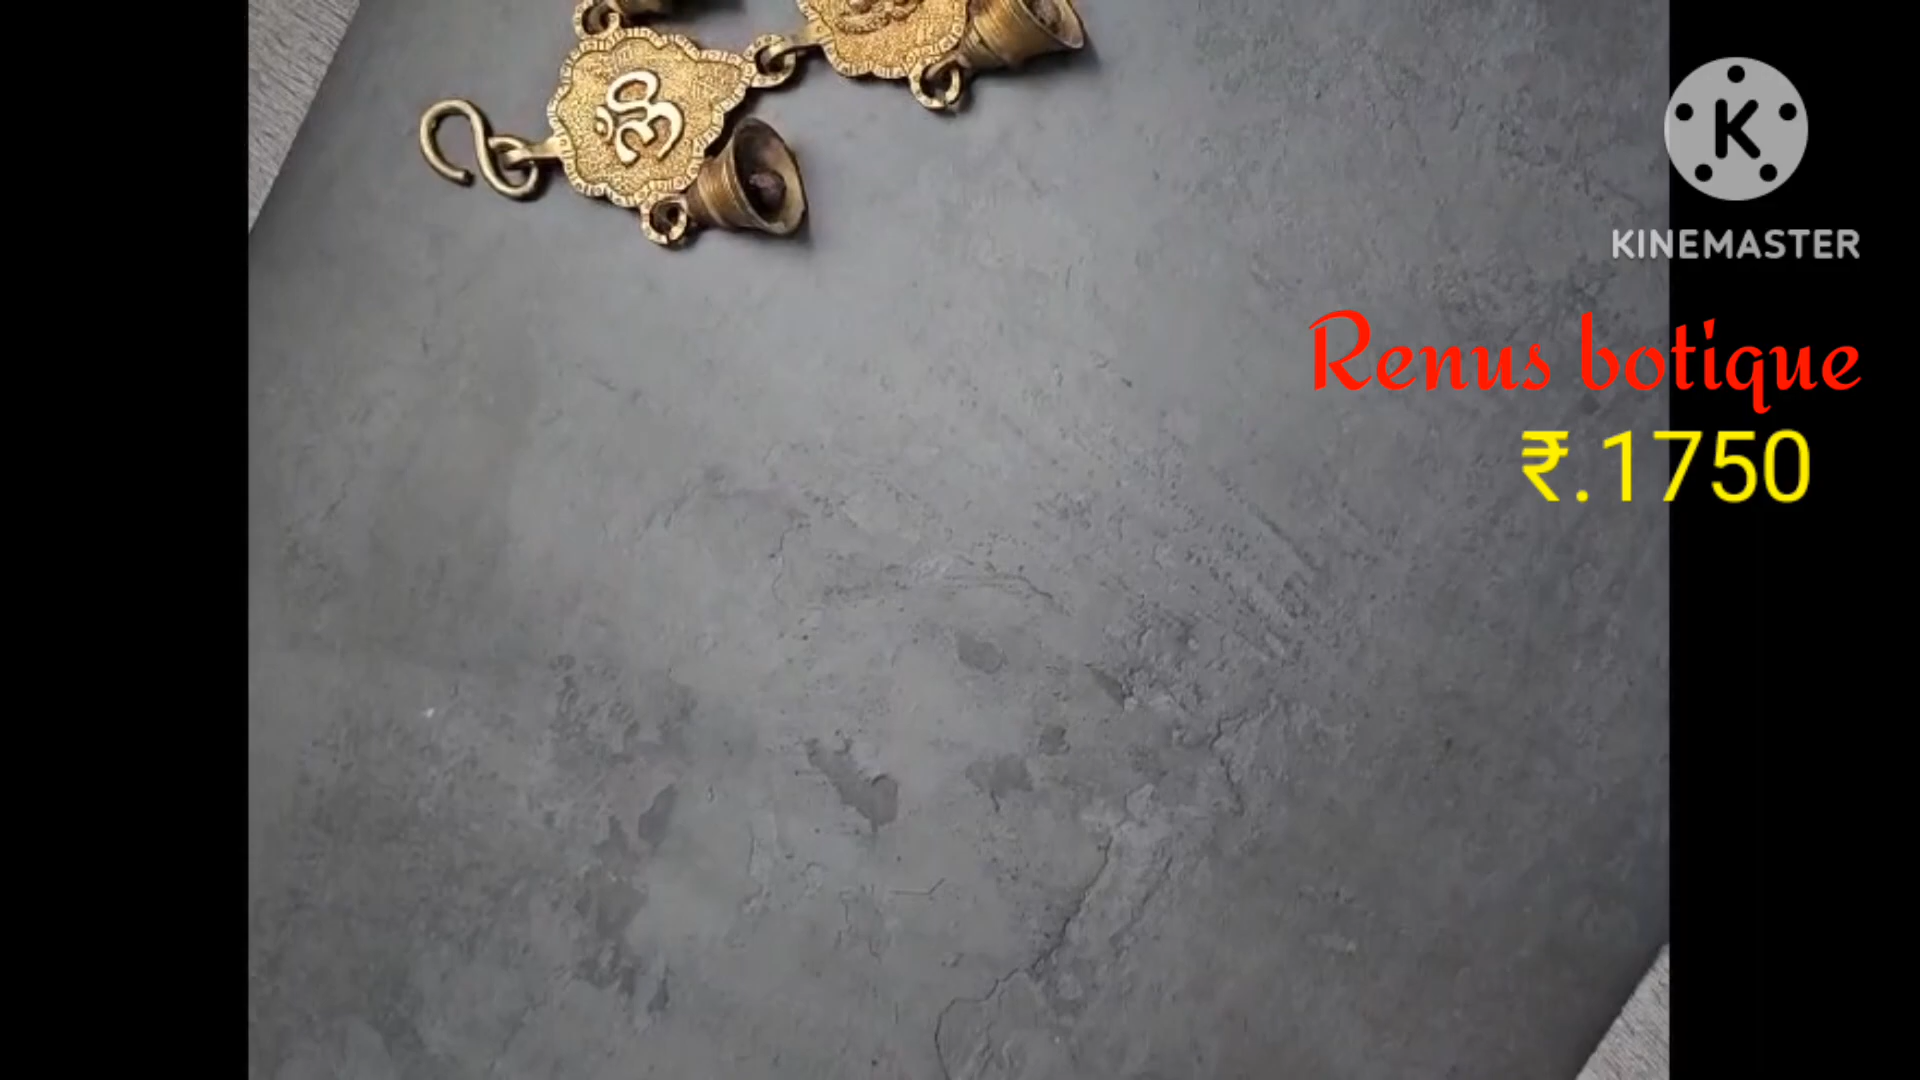 ॐ
K
KINEMASTER
Renus botique
₹.1750